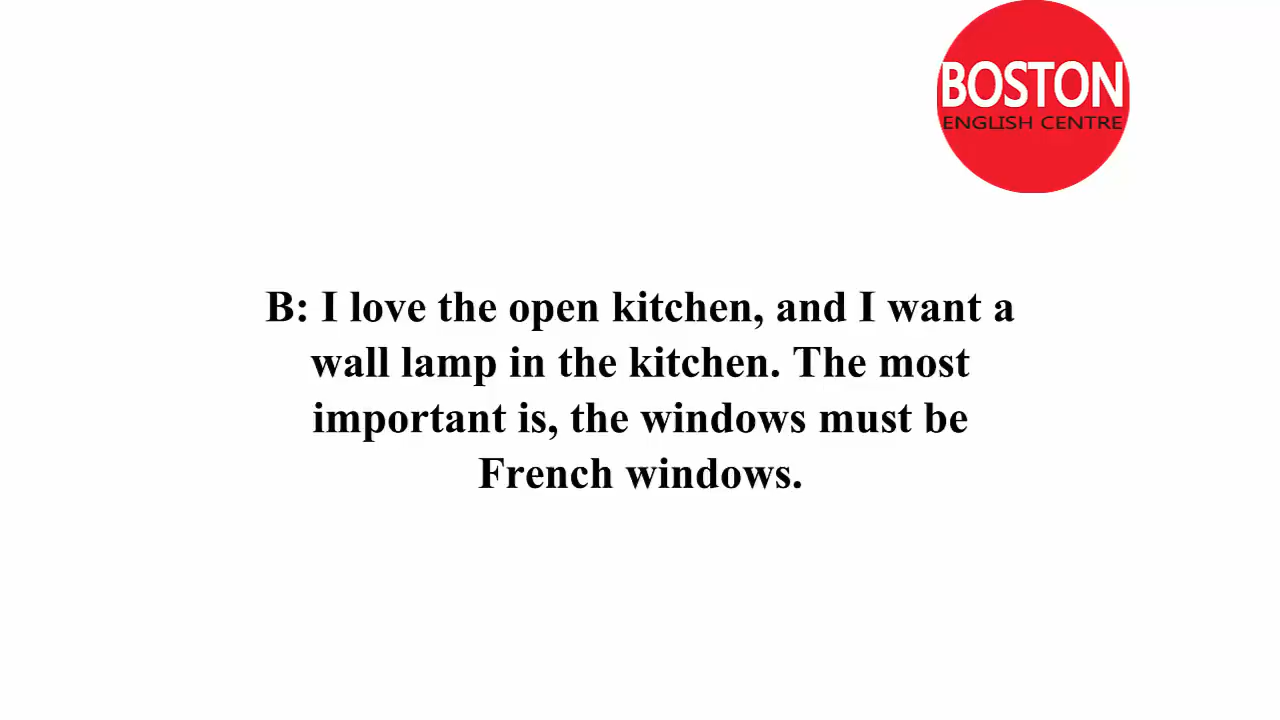 BOSTON
ENGLISH CENTRE
B: I love the open kitchen, and I want a
wall lamp in the kitchen. The most
important is, the windows must be
French windows.